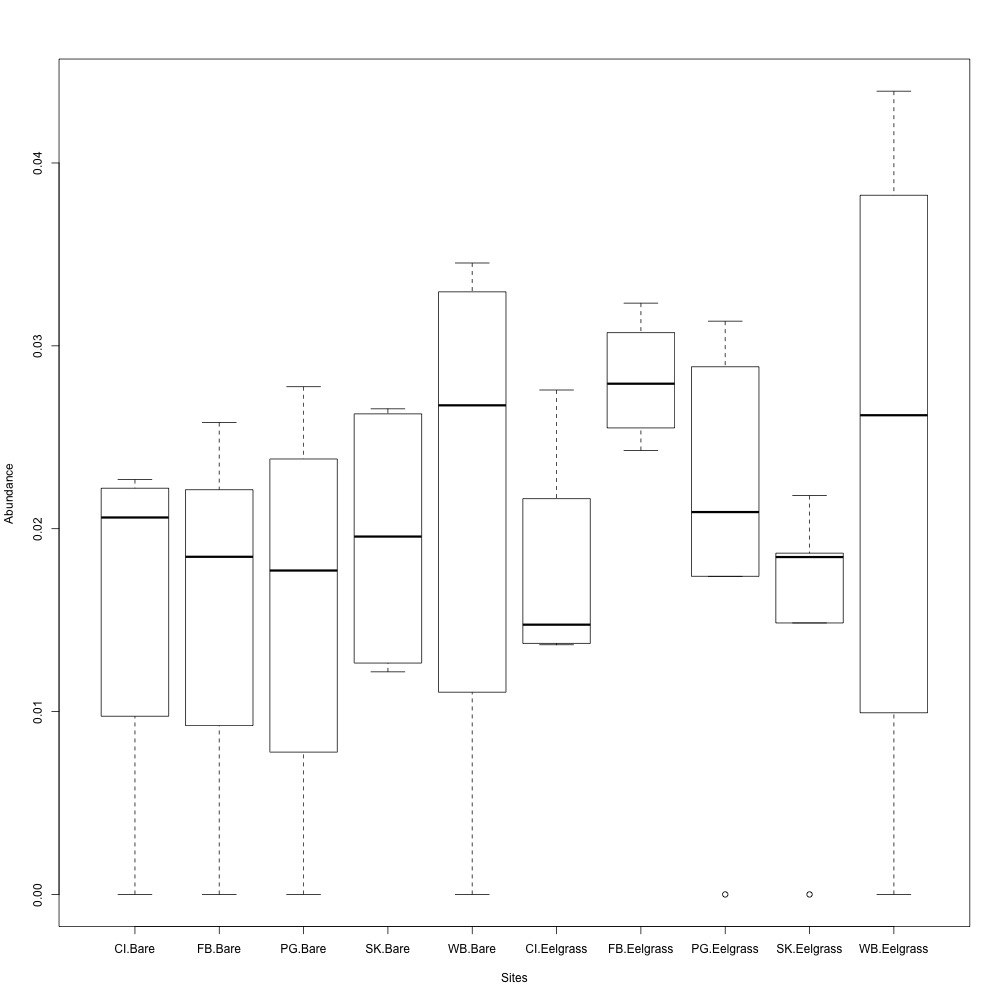 Abundance
0.04
0.03
0.02
0.01
0.00
CI.Bare FB.Bare PG.Bare SK.Bare WB.Bare CI.Eelgrass FB.Eelgrass PG.Eelgrass SK.Eelgrass WB.Eelgrass
Sites